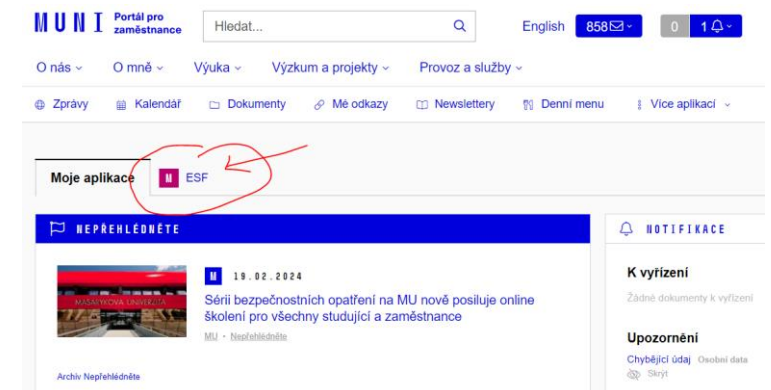 MUNI Portál pro zaměstnance
Hledat...
English
858
0
1
O nás
O mně
Výuka
Výzkum a projekty
Provoz a služby
Zprávy
Kalendář
Dokumenty
Mé odkazy
Newslettery
Denní menu
Více aplikací
Moje aplikace
M ESF
NEPŘEHLÉDNĚTE
MASARYKOVA UNIVERZITA
M 19.02.2024
Sérii bezpečnostních opatření na MU nově posiluje online
školení pro všechny studující a zaměstnance
MU • Nepřehlédněte
Archiv Nepřehlédněte
NOTIFIKACE
K vyřízení
Žádné dokumenty k vyřízení
Upozornění
Chybějící údaj Osobní data
Skrýt